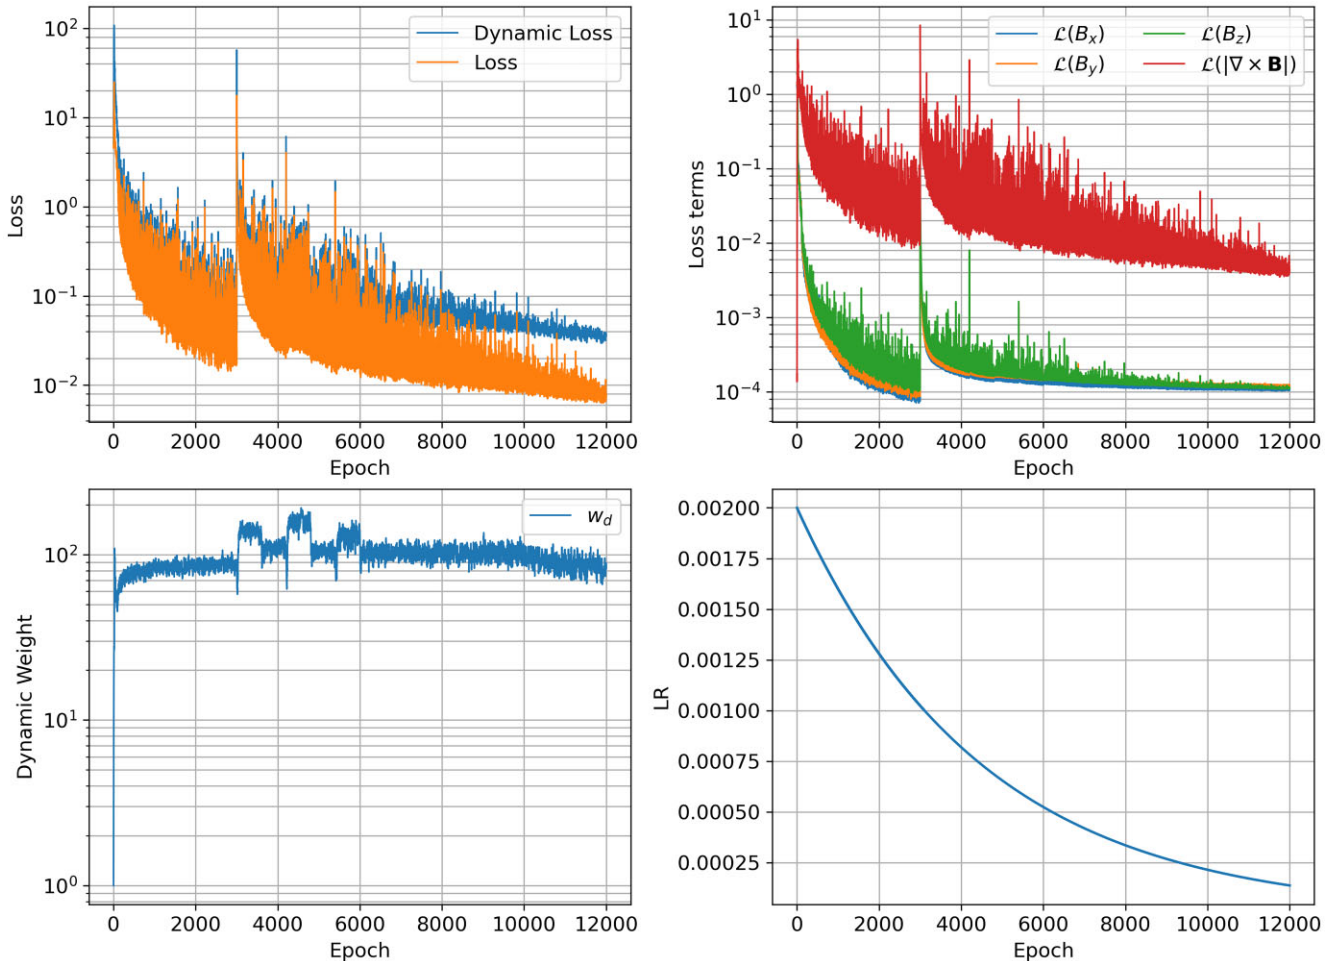 10²
10¹
10⁰
10⁻¹
10⁻²
Loss
Dynamic Loss
Loss
0 2000 4000 6000 8000 10000 12000
Epoch
10¹
10⁰
10⁻¹
10⁻²
10⁻³
10⁻⁴
Loss terms
ℒ(Bₓ) ℒ(B_z)
ℒ(B_y) ℒ(|∇ × B|)
0 2000 4000 6000 8000 10000 12000
Epoch
10²
10¹
10⁰
Dynamic Weight
w_d
0 2000 4000 6000 8000 10000 12000
Epoch
0.00200
0.00175
0.00150
0.00125
0.00100
0.00075
0.00050
0.00025
LR
0 2000 4000 6000 8000 10000 12000
Epoch